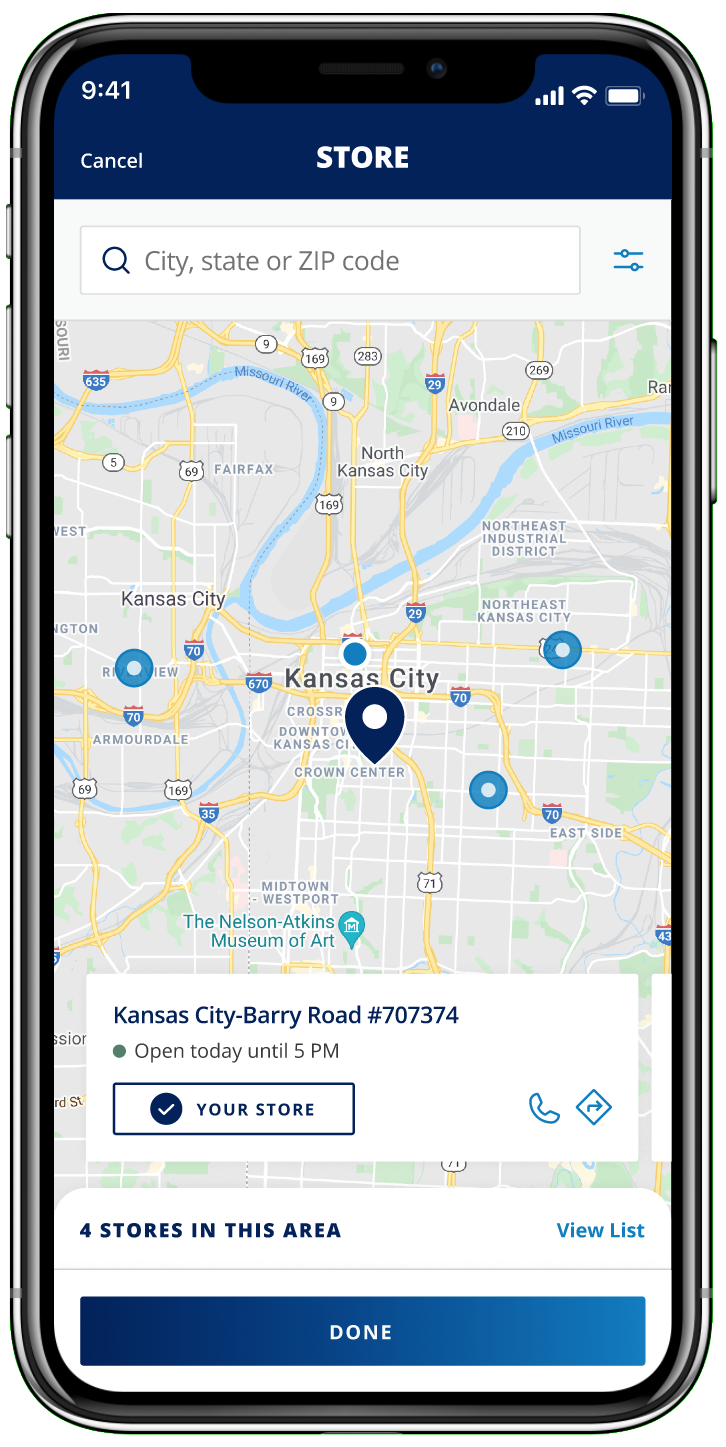 9:41
Cancel
STORE
City, state or ZIP code
SOURI
9
169
283
635
Missouri River
29
269
Rar
9
Avondale
210
Missouri River
North
Kansas City
5
69
FAIRFAX
169
WEST
NORTHEAST
INDUSTRIAL
DISTRICT
Kansas City
NORTHEAST
KANSAS CITY
29
NGTON
70
RIVERVIEW
670
Kansas City
70
CROSSR
70
DOWNTOW
KANSAS CI
ARMOURDALE
CROWN CENTER
69
169
35
70
EAST SIDE
71
MIDTOWN
- WESTPORT
The Nelson-Atkins
Museum of Art
43
Kansas City-Barry Road #707374
ssion
Open today until 5 PM
rd St
YOUR STORE
71
4 STORES IN THIS AREA
View List
DONE